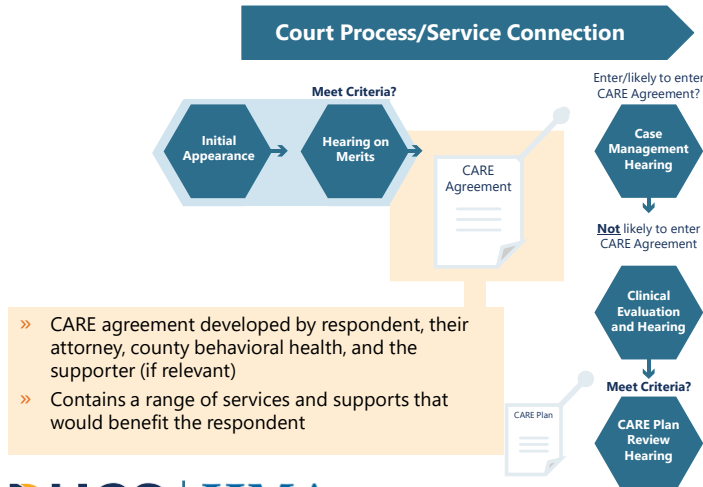 Court Process/Service Connection
Meet Criteria?
Initial
Appearance
Hearing on
Merits
CARE
Agreement
Enter/likely to enter
CARE Agreement?
Case
Management
Hearing
Not likely to enter
CARE Agreement
Clinical
Evaluation
and Hearing
Meet Criteria?
CARE Plan
CARE Plan
Review
Hearing
» CARE agreement developed by respondent, their
attorney, county behavioral health, and the
supporter (if relevant)
» Contains a range of services and supports that
would benefit the respondent